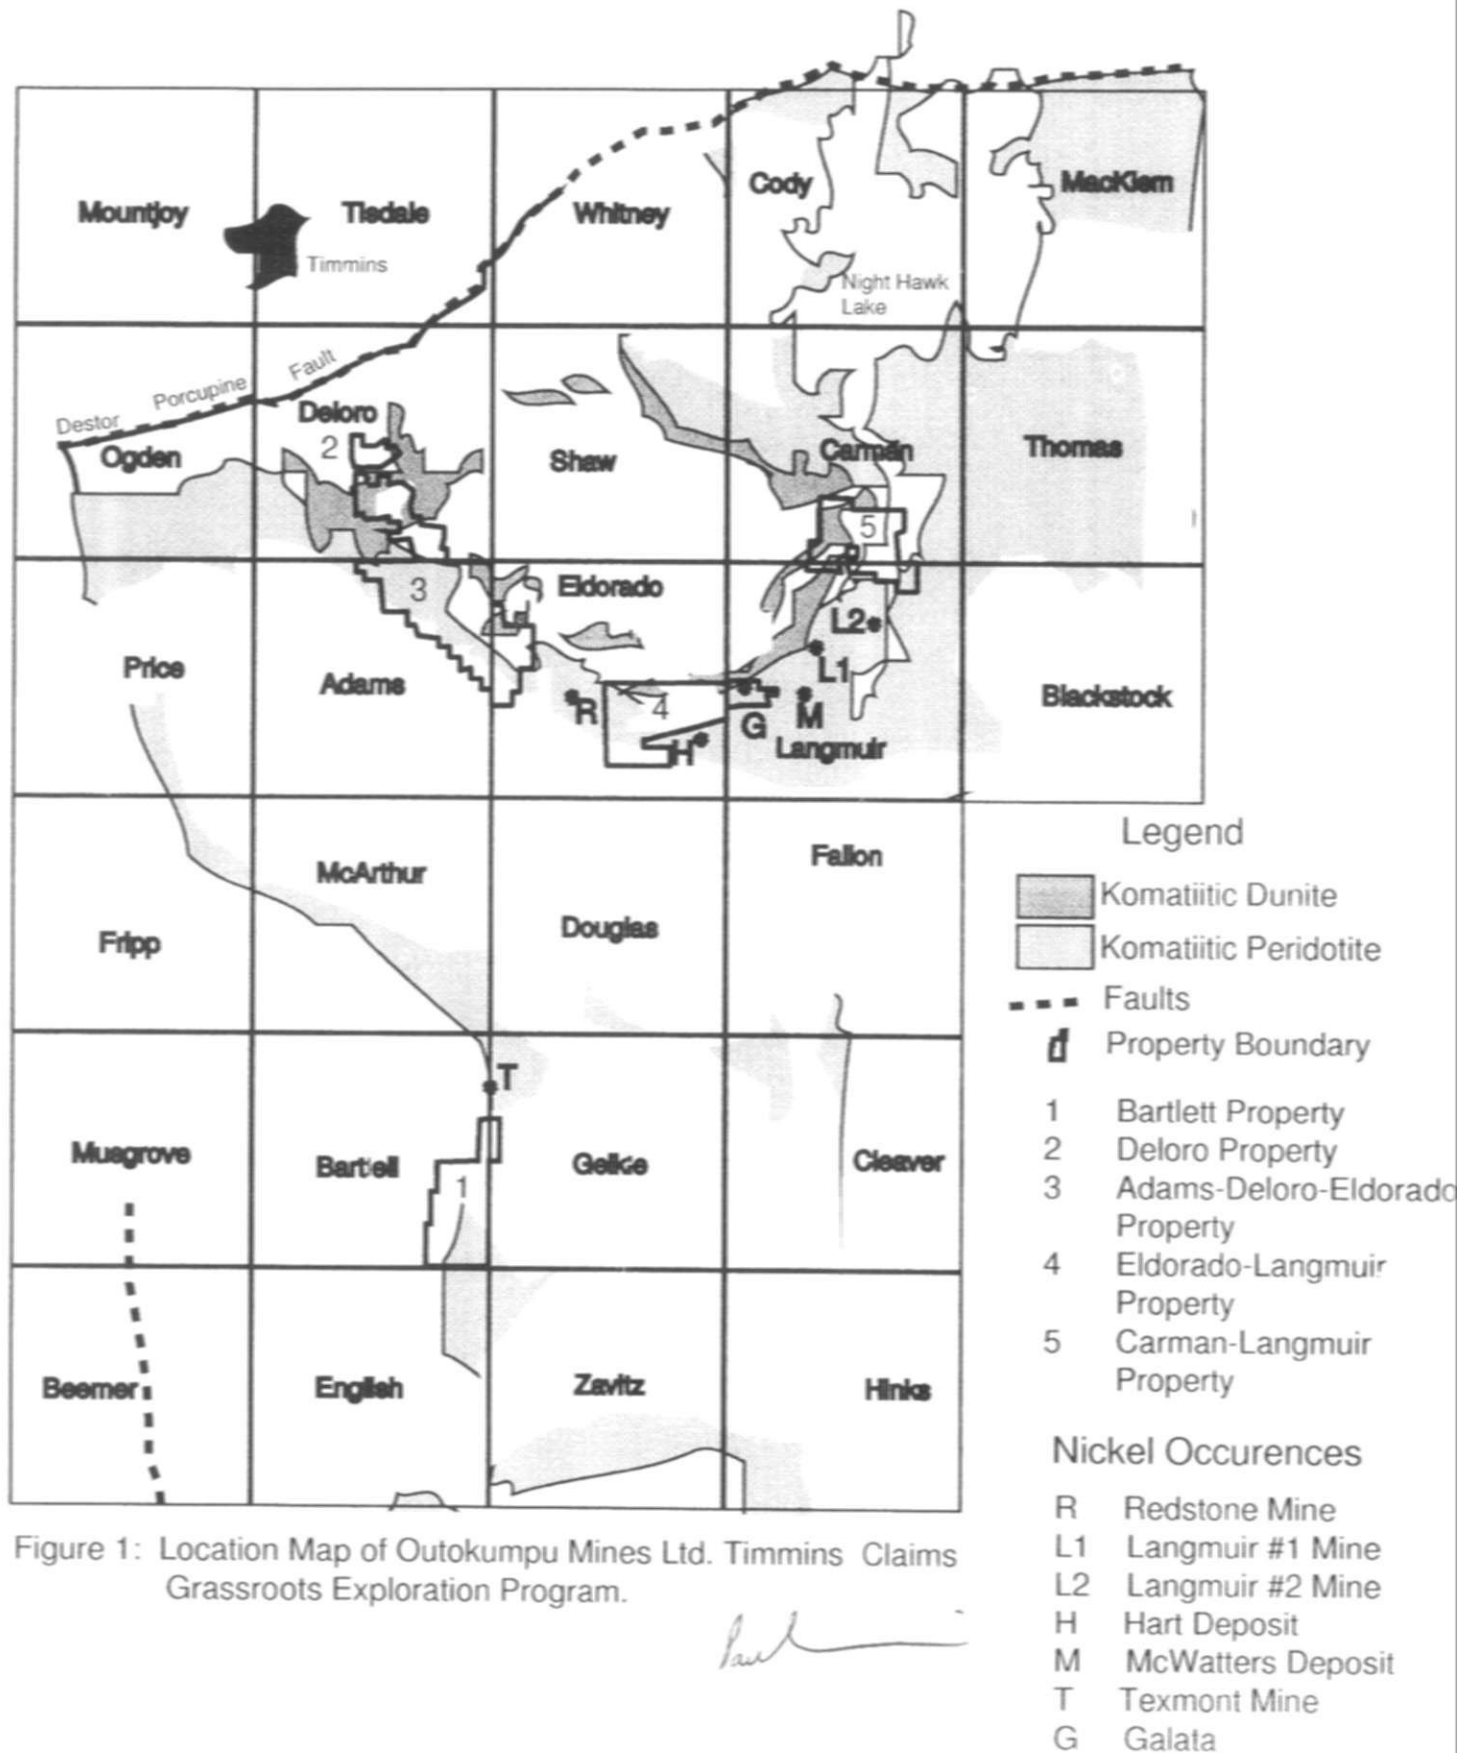 Cody
MacKlem
Mountjoy
Tisdale
Whitney
Timmins
Night Hawk
Lake
Destor Porcupine Fault
Deloro
2
Ogden
Shaw
Carman
Thomas
5
3
Eldorado
L2
Price
Adams
L1
R
4
G
M
Blackstock
H
Langmuir
McArthur
Fallon
Fripp
Douglas
T
Musgrove
Bartlett
Geikie
Cleaver
1
Beemer
English
Zavitz
Hinks
Legend
Komatiitic Dunite
Komatiitic Peridotite
Faults
Property Boundary
1 Bartlett Property
2 Deloro Property
3 Adams-Deloro-Eldorado
Property
4 Eldorado-Langmuir
Property
5 Carman-Langmuir
Property
Nickel Occurences
R Redstone Mine
L1 Langmuir #1 Mine
L2 Langmuir #2 Mine
H Hart Deposit
M McWatters Deposit
T Texmont Mine
G Galata
Figure 1: Location Map of Outokumpu Mines Ltd. Timmins Claims
Grassroots Exploration Program.